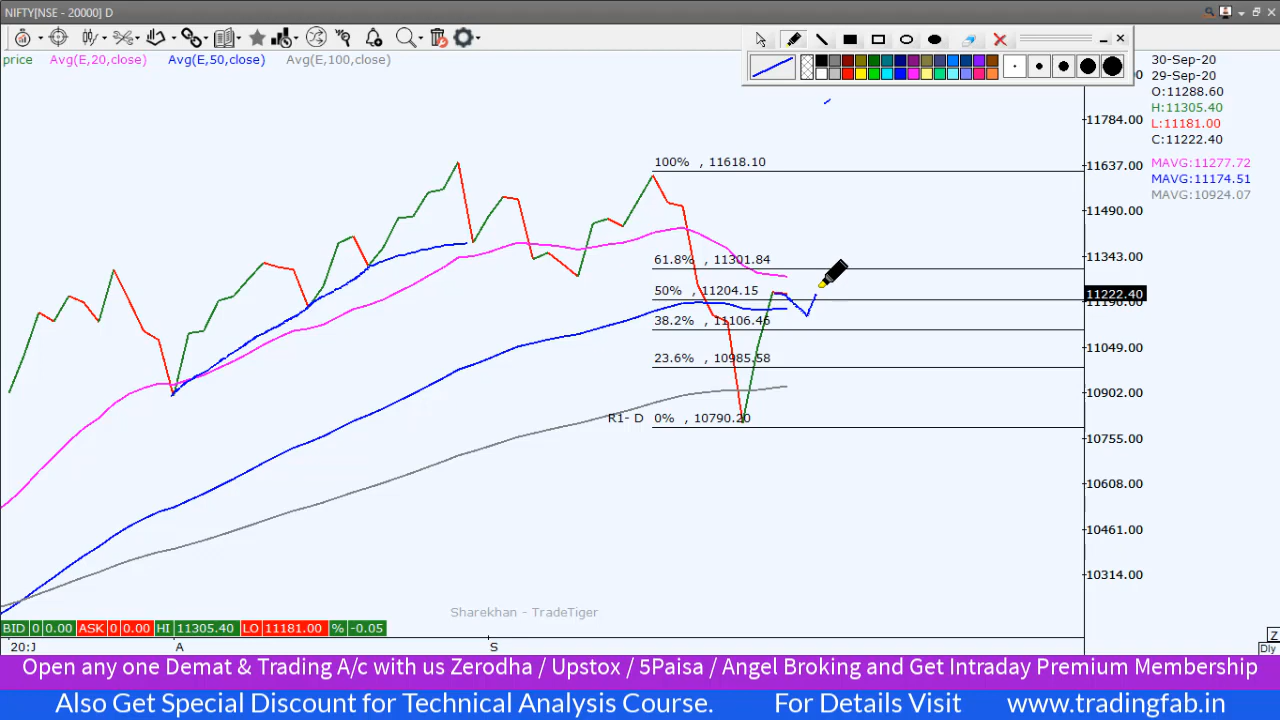 NIFTY[NSE - 20000] D
price Avg(E,20,close) Avg(E,50,close) Avg(E,100,close)
30-Sep-20
29-Sep-20
O:11288.60
H:11305.40
L:11181.00
C:11222.40
MAVG:11277.72
MAVG:11174.51
MAVG:10924.07
11784.00
11637.00
11490.00
11343.00
11222.40
11049.00
10902.00
10755.00
10608.00
10461.00
10314.00
100% , 11618.10
61.8% , 11301.84
50% , 11204.15
38.2% , 11106.46
23.6% , 10985.58
R1- D 0% , 10790.20
Sharekhan - TradeTiger
BID 0 0.00 ASK 0 0.00 HI 11305.40 LO 11181.00 % -0.05
20:J A S
Z
Dly
Open any one Demat & Trading A/c with us Zerodha / Upstox / 5Paisa / Angel Broking and Get Intraday Premium Membership
Also Get Special Discount for Technical Analysis Course. For Details Visit www.tradingfab.in